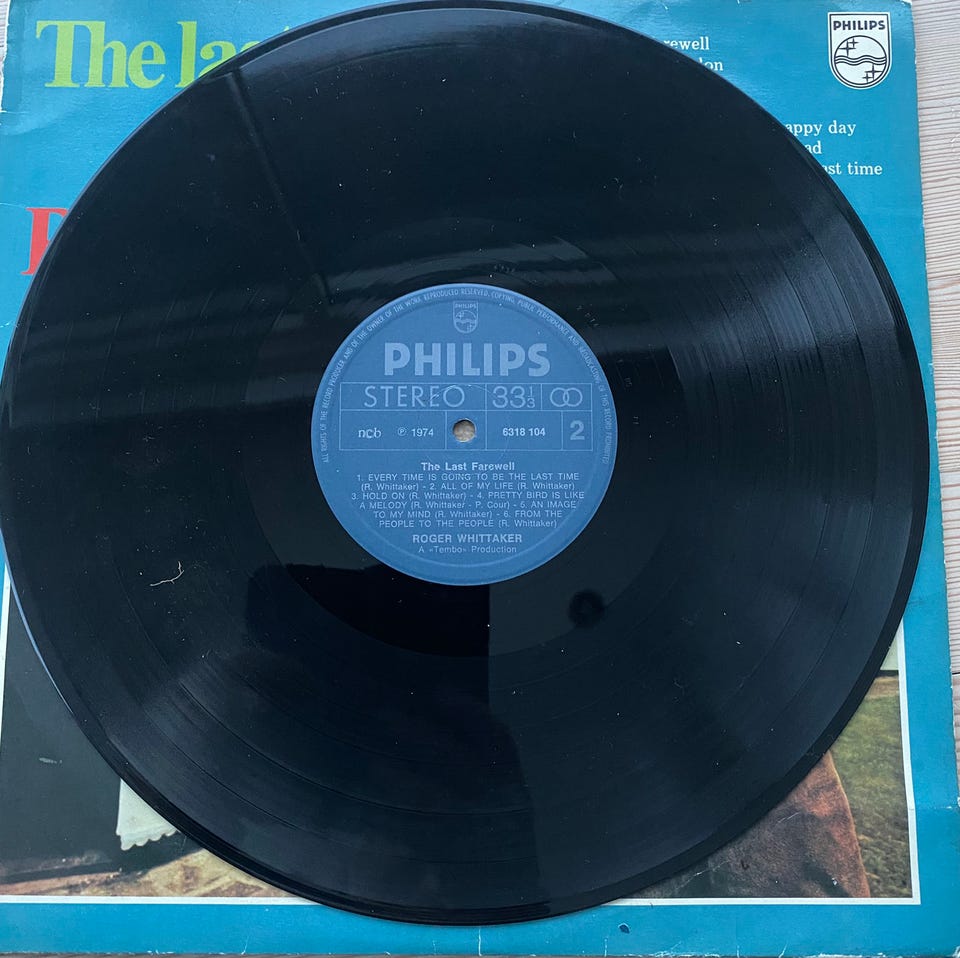 The la
rewell
lon
PHILIPS
appy day
ad
est time
PHILIPS
ALL RIGHTS OF THE RECORD PRODUCER AND OF THE OWNER OF THE WORK REPRODUCED RESERVED. COPYING, PUBLIC PERFORMANCE AND BROADCASTING OF THIS RECORD PROHIBITED
PHILIPS
STEREO 33 1/3
ncb ℗ 1974 6318 104 2
The Last Farewell
1. EVERY TIME IS GOING TO BE THE LAST TIME
(R. Whittaker) - 2. ALL OF MY LIFE (R. Whittaker)
3. HOLD ON (R. Whittaker) - 4. PRETTY BIRD IS LIKE
A MELODY (R. Whittaker - P. Cour) - 5. AN IMAGE
TO MY MIND (R. Whittaker) - 6. FROM THE
PEOPLE TO THE PEOPLE (R. Whittaker)
ROGER WHITTAKER
A «Tembo» Production